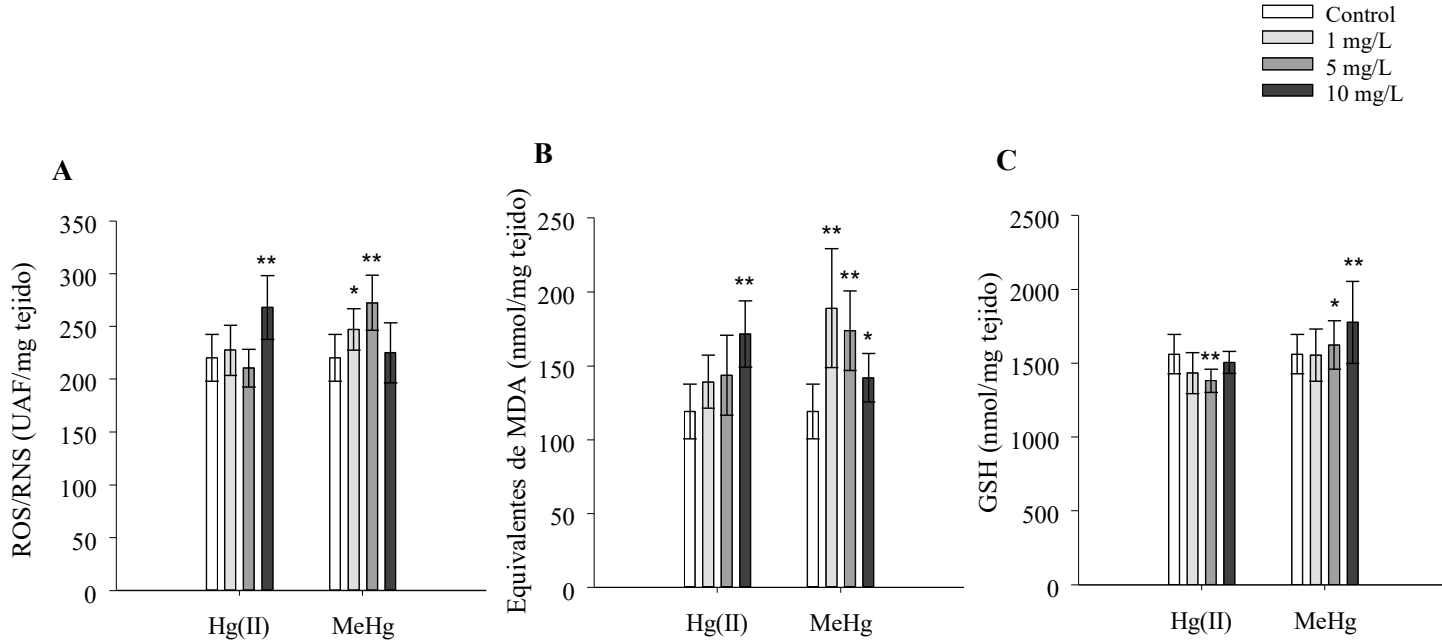 Control
1 mg/L
5 mg/L
10 mg/L
A
ROS/RNS (UAF/mg tejido)
350
300
250
200
150
100
50
0
*
**
**
Hg(II)
MeHg
B
Equivalentes de MDA (nmol/mg tejido)
250
200
150
100
50
0
**
**
**
*
Hg(II)
MeHg
C
GSH (nmol/mg tejido)
2500
2000
1500
1000
500
0
**
*
**
Hg(II)
MeHg